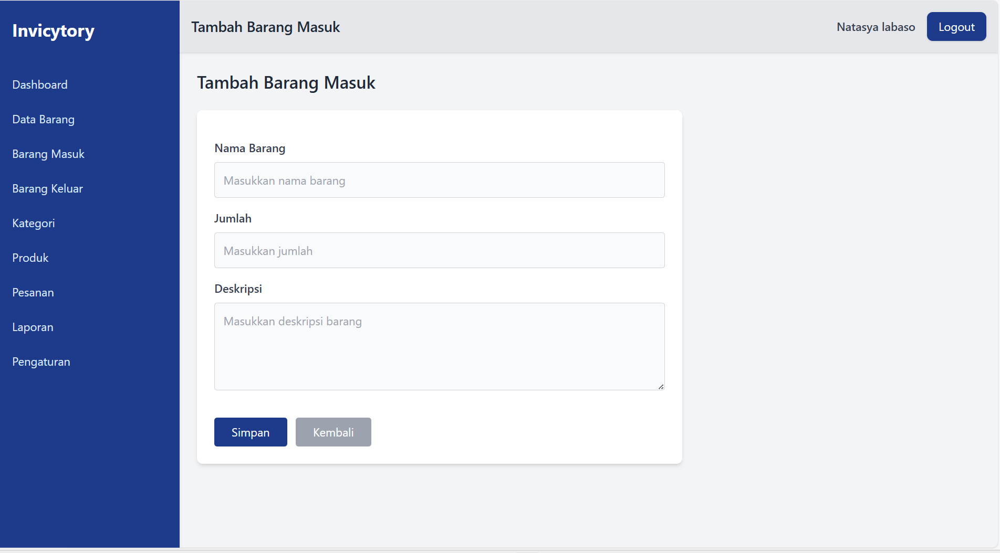 Invicytory
Dashboard
Data Barang
Barang Masuk
Barang Keluar
Kategori
Produk
Pesanan
Laporan
Pengaturan
Tambah Barang Masuk
Natasya labaso
Logout
Tambah Barang Masuk
Nama Barang
Masukkan nama barang
Jumlah
Masukkan jumlah
Deskripsi
Masukkan deskripsi barang
Simpan
Kembali